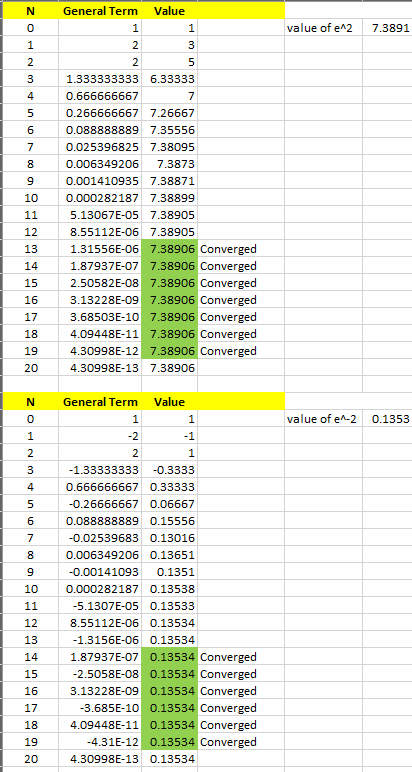 N General Term Value
0 1 1 value of e^2 7.3891
1 2 3
2 2 5
3 1.333333333 6.33333
4 0.666666667 7
5 0.266666667 7.26667
6 0.088888889 7.35556
7 0.025396825 7.38095
8 0.006349206 7.3873
9 0.001410935 7.38871
10 0.000282187 7.38899
11 5.13067E-05 7.38905
12 8.55112E-06 7.38905
13 1.31556E-06 7.38906 Converged
14 1.87937E-07 7.38906 Converged
15 2.50582E-08 7.38906 Converged
16 3.13228E-09 7.38906 Converged
17 3.68503E-10 7.38906 Converged
18 4.09448E-11 7.38906 Converged
19 4.30998E-12 7.38906 Converged
20 4.30998E-13 7.38906
N General Term Value
0 1 1 value of e^-2 0.1353
1 -2 -1
2 2 1
3 -1.33333333 -0.3333
4 0.666666667 0.33333
5 -0.26666667 0.06667
6 0.088888889 0.15556
7 -0.02539683 0.13016
8 0.006349206 0.13651
9 -0.00141093 0.1351
10 0.000282187 0.13538
11 -5.1307E-05 0.13533
12 8.55112E-06 0.13534
13 -1.3156E-06 0.13534
14 1.87937E-07 0.13534 Converged
15 -2.5058E-08 0.13534 Converged
16 3.13228E-09 0.13534 Converged
17 -3.685E-10 0.13534 Converged
18 4.09448E-11 0.13534 Converged
19 -4.31E-12 0.13534 Converged
20 4.30998E-13 0.13534